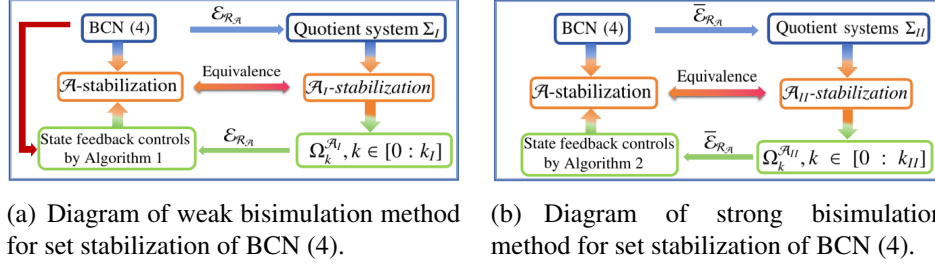 BCN (4)
ℰ_{ℛ_𝒜}
Quotient system Σ_I
𝒜-stabilization
Equivalence
𝒜_I-stabilization
State feedback controls
by Algorithm 1
ℰ_{ℛ_𝒜}
Ω_k^{𝒜_I}, k ∈ [0 : k_I]
(a) Diagram of weak bisimulation method
for set stabilization of BCN (4).
BCN (4)
ℰ̅_{ℛ_𝒜}
Quotient systems Σ_{II}
𝒜-stabilization
Equivalence
𝒜_{II}-stabilization
State feedback controls
by Algorithm 2
ℰ̅_{ℛ_𝒜}
Ω_k^{𝒜_{II}}, k ∈ [0 : k_{II}]
(b) Diagram of strong bisimulation
method for set stabilization of BCN (4).